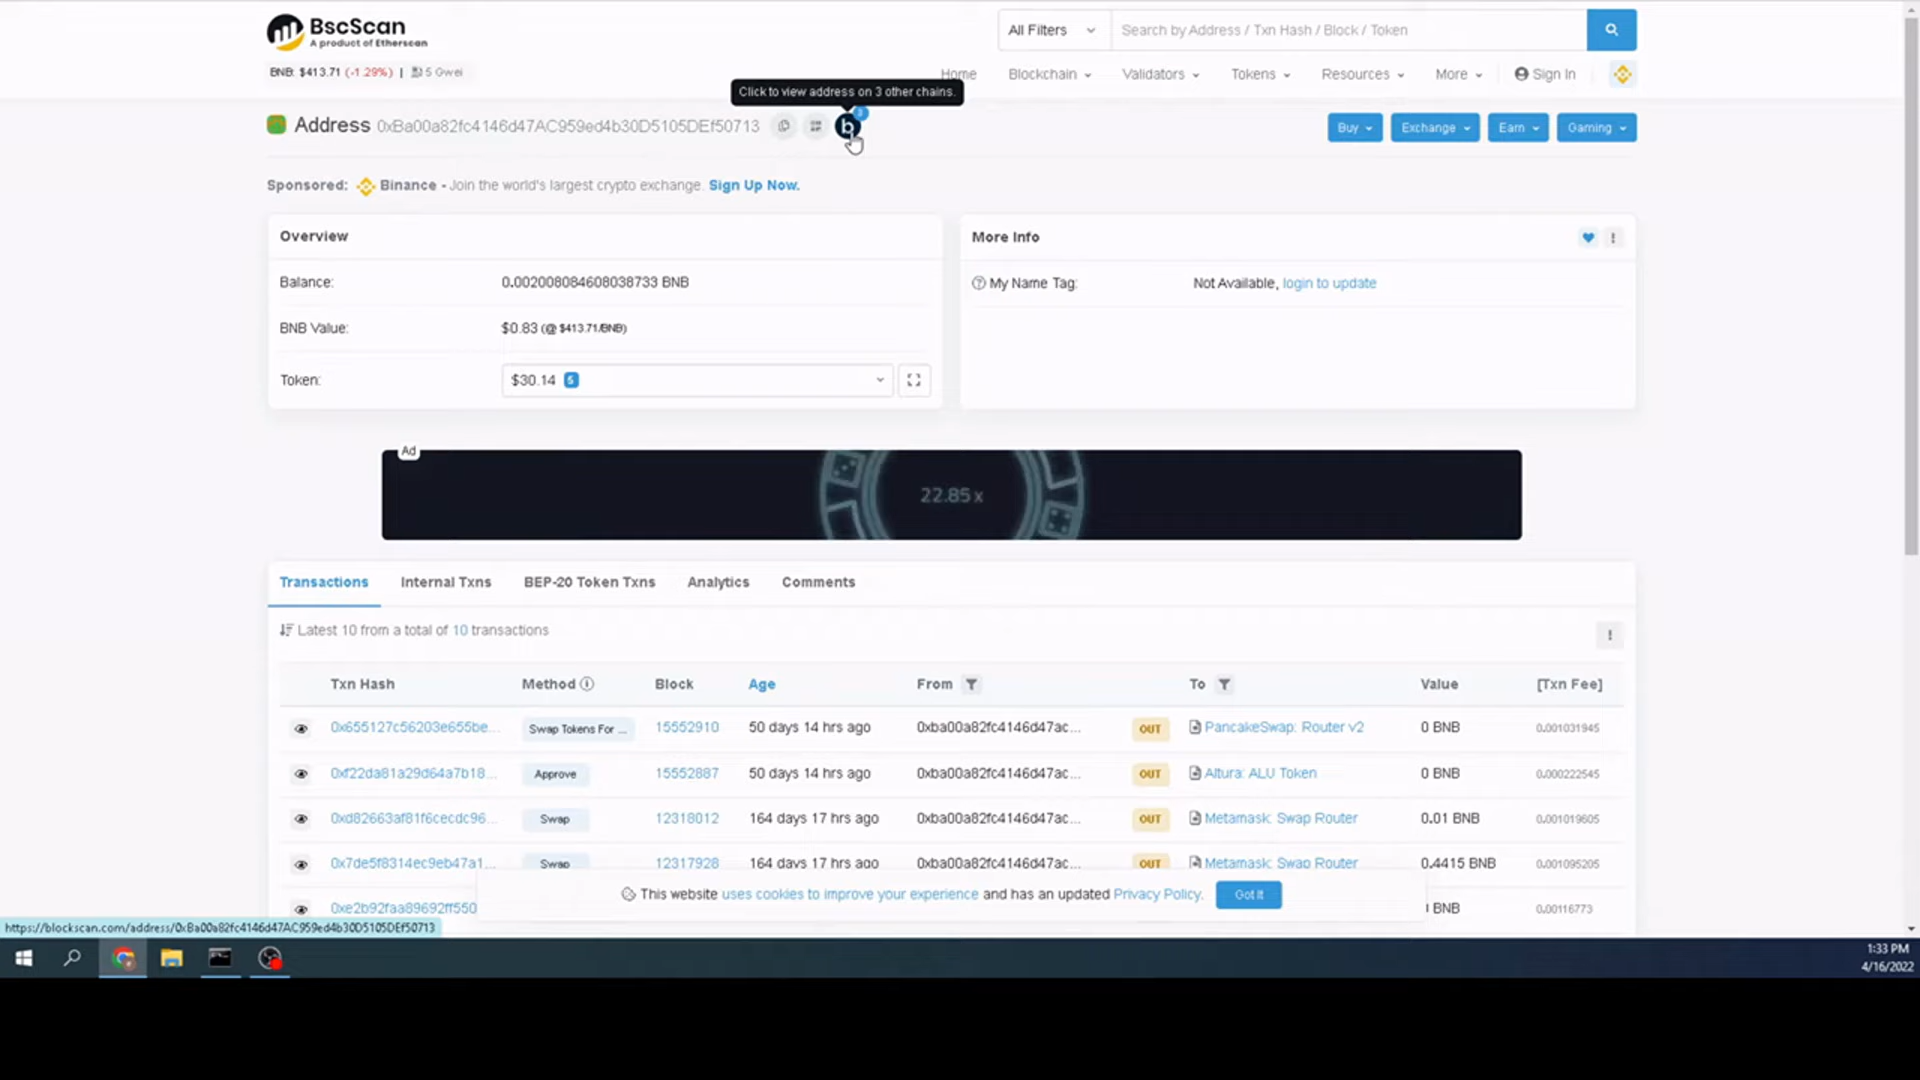 BscScan
A product of Etherscan
All Filters
Search by Address / Txn Hash / Block / Token
BNB: $413.71 (-1.29%) | 5 Gwei
Home Blockchain Validators Tokens Resources More Sign In
Click to view address on 3 other chains.
Address 0xBa00a82fc4146d47AC959ed4b30D5105DEf50713
b 3
Buy Exchange Earn Gaming
Sponsored: Binance - Join the world's largest crypto exchange. Sign Up Now.
Overview
Balance: 0.002008084608038733 BNB
BNB Value: $0.83 (@ $413.71/BNB)
Token: $30.14 5
More Info
My Name Tag: Not Available, login to update
Ad
22.85x
Transactions Internal Txns BEP-20 Token Txns Analytics Comments
Latest 10 from a total of 10 transactions
Txn Hash Method Block Age From To Value [Txn Fee]
0x655127c56203e655be... Swap Tokens For ... 15552910 50 days 14 hrs ago 0xba00a82fc4146d47ac... OUT PancakeSwap: Router v2 0 BNB 0.001031945
0xf22da81a29d64a7b18... Approve 15552887 50 days 14 hrs ago 0xba00a82fc4146d47ac... OUT Altura: ALU Token 0 BNB 0.000222545
0xd82663af81f6cecdc96... Swap 12318012 164 days 17 hrs ago 0xba00a82fc4146d47ac... OUT Metamask: Swap Router 0.01 BNB 0.001019605
0x7de5f8314ec9eb47a1... Swap 12317928 164 days 17 hrs ago 0xba00a82fc4146d47ac... OUT Metamask: Swap Router 0.4415 BNB 0.001095205
0xe2b92faa89692ff550 BNB 0.00116773
This website uses cookies to improve your experience and has an updated Privacy Policy. Got It
https://blockscan.com/address/0xBa00a82fc4146d47AC959ed4b30D5105DEf50713
1:33 PM
4/16/2022